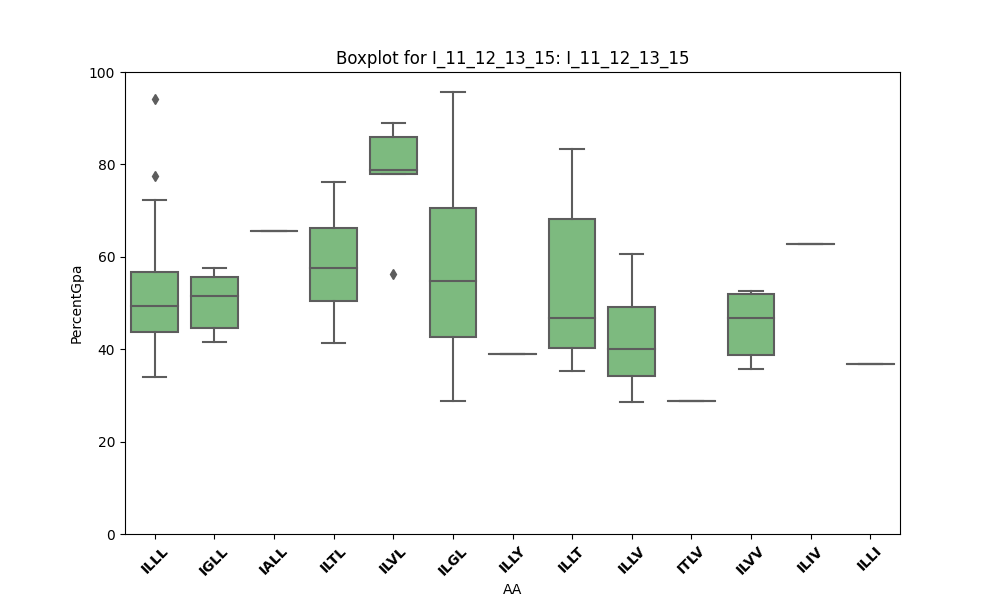 Boxplot for I_11_12_13_15: I_11_12_13_15
PercentGpa
100
80
60
40
20
0
ILLL IGLL IALL ILTL ILVL ILGL ILLY ILLT ILLV ITLV ILVV ILIV ILLI
AA